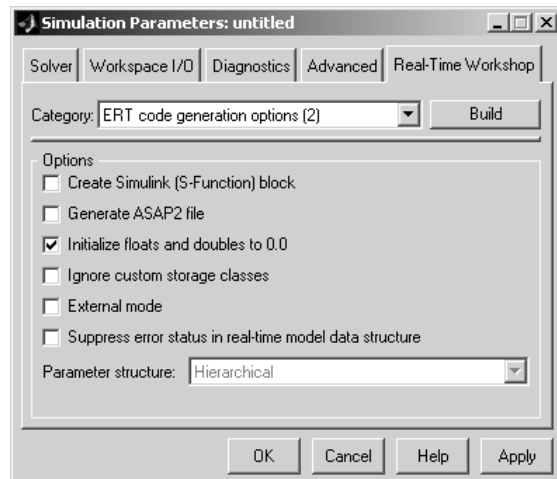 Simulation Parameters: untitled
Solver Workspace I/O Diagnostics Advanced Real-Time Workshop
Category: ERT code generation options (2) Build
Options
Create Simulink (S-Function) block
Generate ASAP2 file
Initialize floats and doubles to 0.0
Ignore custom storage classes
External mode
Suppress error status in real-time model data structure
Parameter structure: Hierarchical
OK Cancel Help Apply